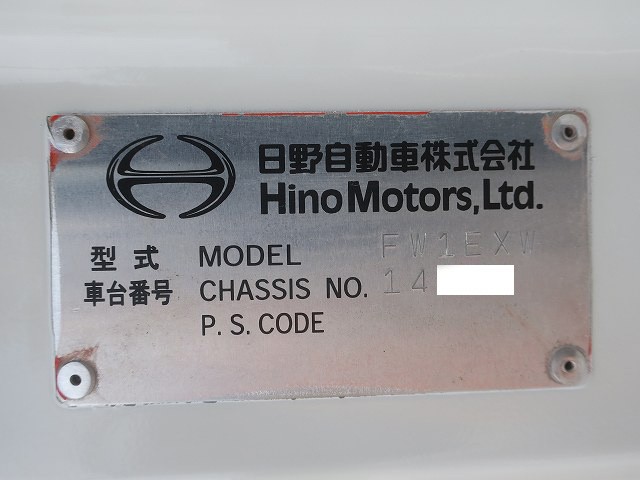 日野自動車株式会社
Hino Motors, Ltd.
型式 MODEL FW1EXW
車台番号 CHASSIS NO. 14
P.S.CODE